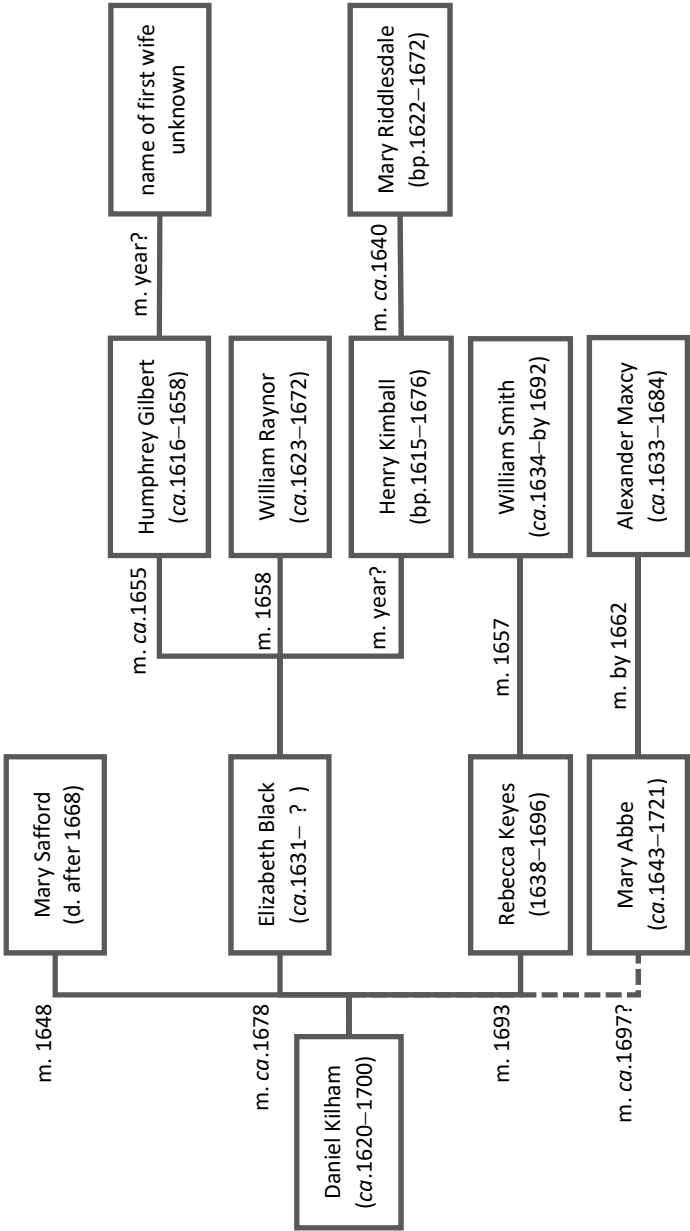 Daniel Kilham
(ca.1620–1700)
m. 1648
Mary Safford
(d. after 1668)
m. ca.1678
Elizabeth Black
(ca.1631– ? )
m. ca.1655
Humphrey Gilbert
(ca.1616–1658)
m. year?
name of first wife
unknown
m. 1658
William Raynor
(ca.1623–1672)
m. year?
Henry Kimball
(bp.1615–1676)
m. ca.1640
Mary Riddlesdale
(bp.1622–1672)
m. 1693
Rebecca Keyes
(1638–1696)
m. 1657
William Smith
(ca.1634–by 1692)
m. ca.1697?
Mary Abbe
(ca.1643–1721)
m. by 1662
Alexander Maxcy
(ca.1633–1684)